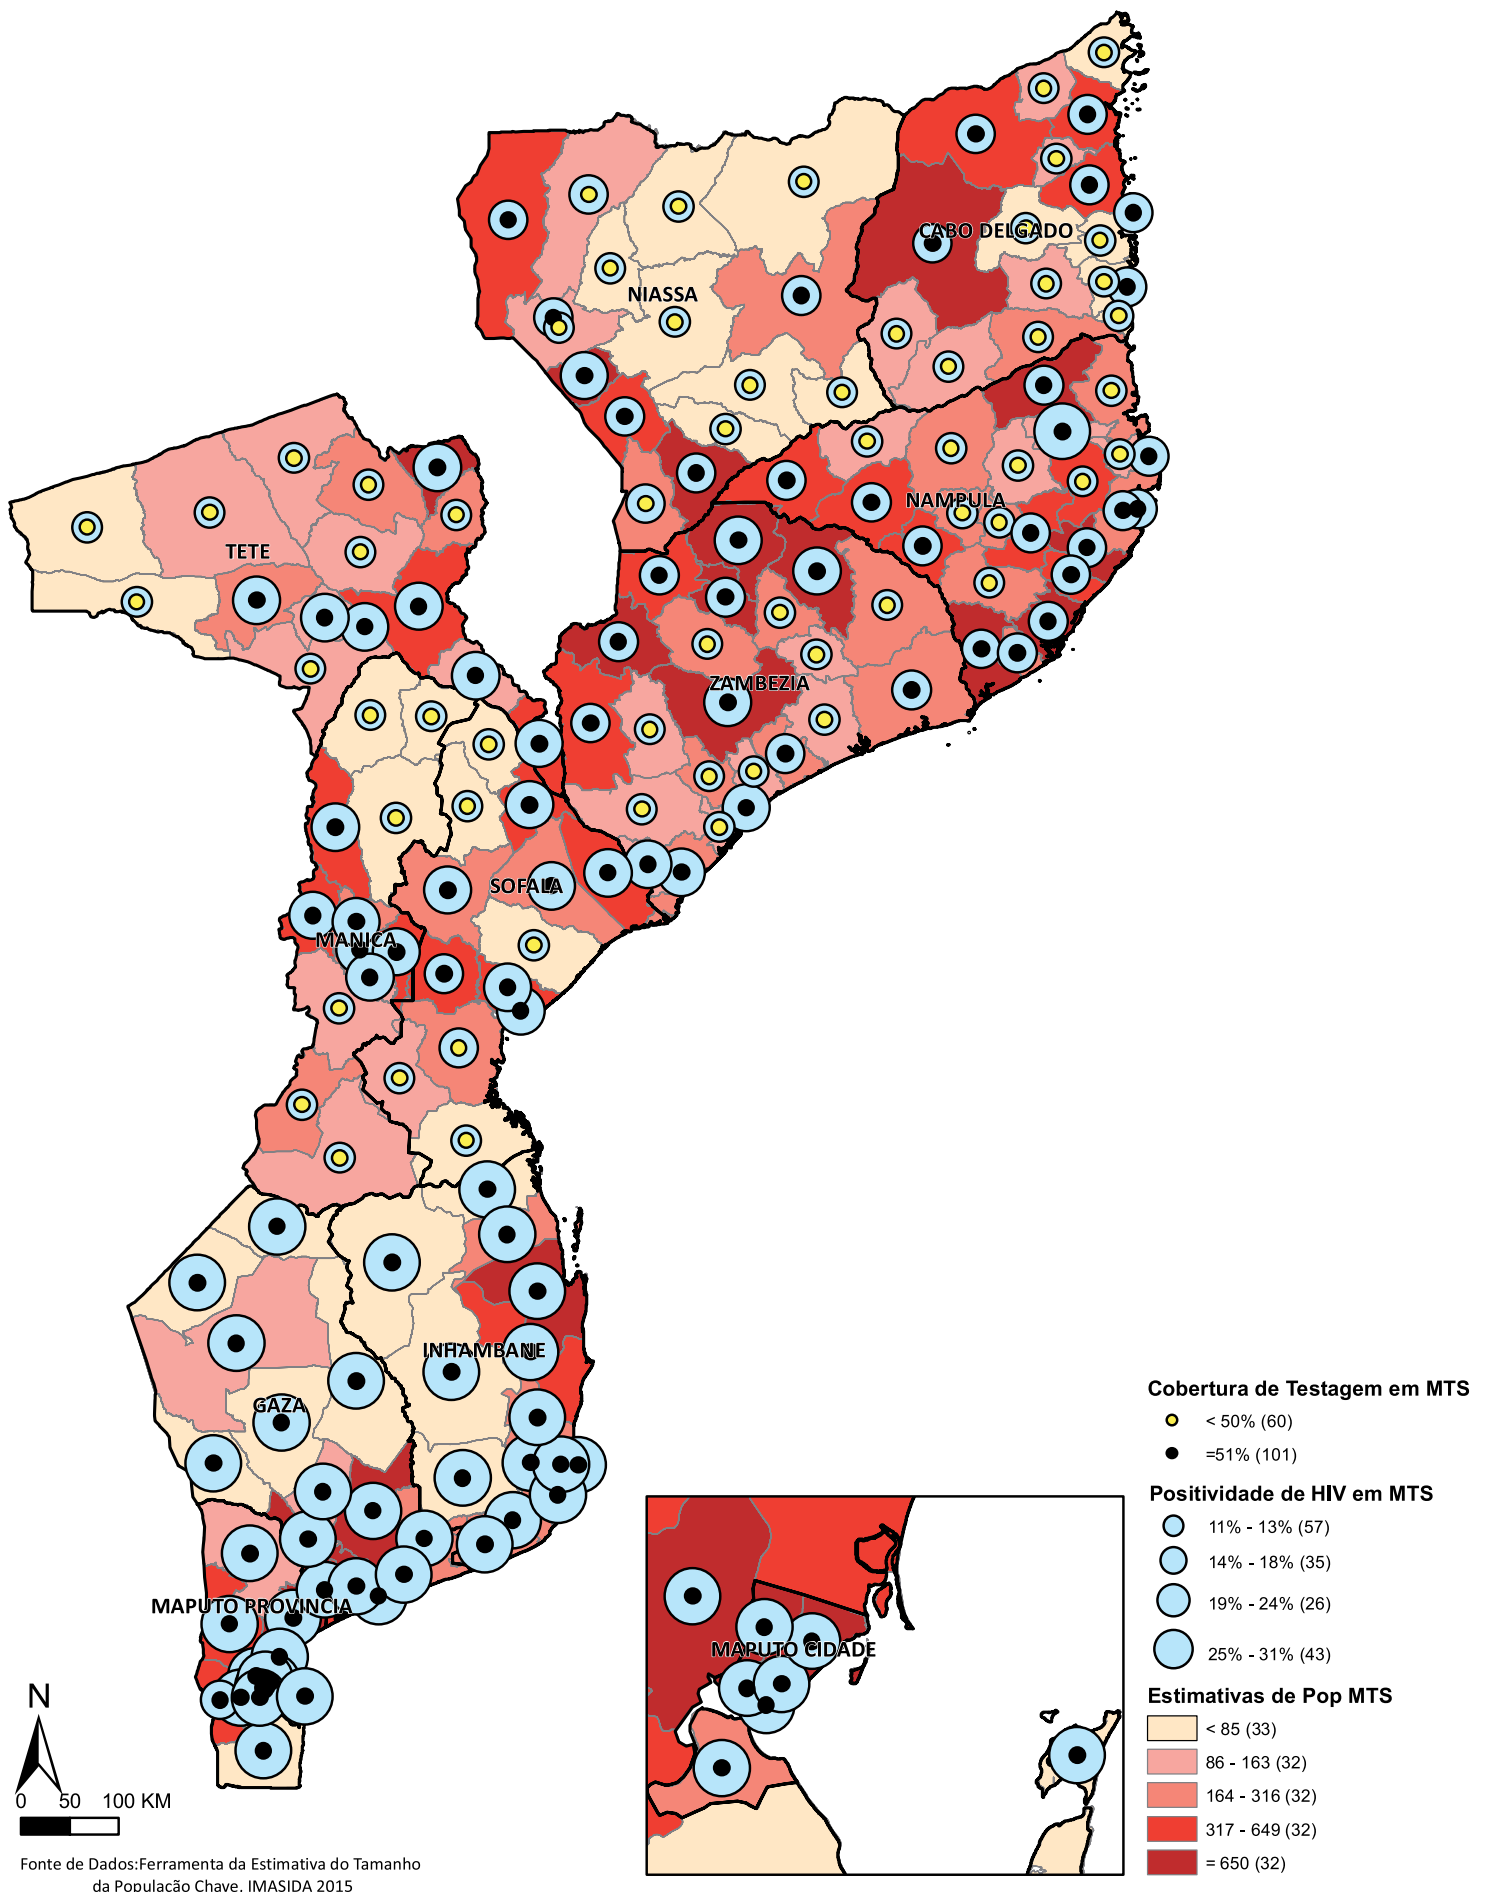 CABO DELGADO
NIASSA
NAMPULA
TETE
ZAMBEZIA
SOFALA
MANICA
INHAMBANE
GAZA
MAPUTO PROVINCIA
MAPUTO CIDADE
Cobertura de Testagem em MTS
< 50% (60)
=51% (101)
Positividade de HIV em MTS
11% - 13% (57)
14% - 18% (35)
19% - 24% (26)
25% - 31% (43)
Estimativas de Pop MTS
< 85 (33)
86 - 163 (32)
164 - 316 (32)
317 - 649 (32)
= 650 (32)
N
0 50 100 KM
Fonte de Dados:Ferramenta da Estimativa do Tamanho
da População Chave. IMASIDA 2015